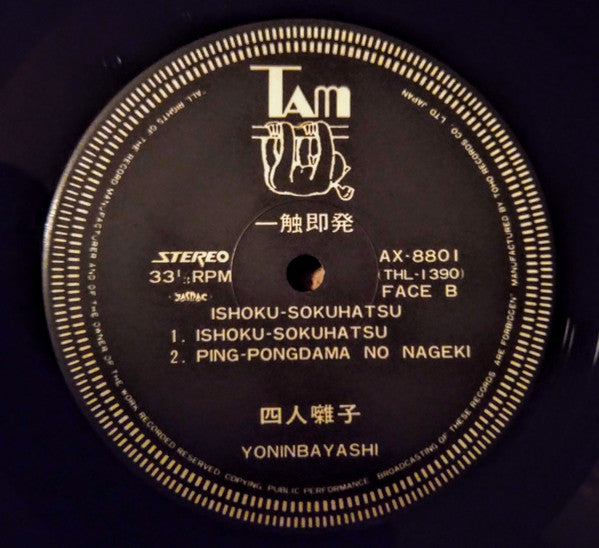 TAM
一触即発
STEREO
33⅓RPM
JASRAC
AX-8801
(THL-1390)
FACE B
ISHOKU-SOKUHATSU
1. ISHOKU-SOKUHATSU
2. PING-PONGDAMA NO NAGEKI
四人囃子
YONINBAYASHI
"ALL RIGHTS OF THE RECORD MANUFACTURER AND OF THE OWNER OF THE WORK RECORDED RESERVED. COPYING, PUBLIC PERFORMANCE, BROADCASTING OF THESE RECORDS ARE FORBIDDEN" MANUFACTURED BY TOHO RECORDS CO., LTD. JAPAN